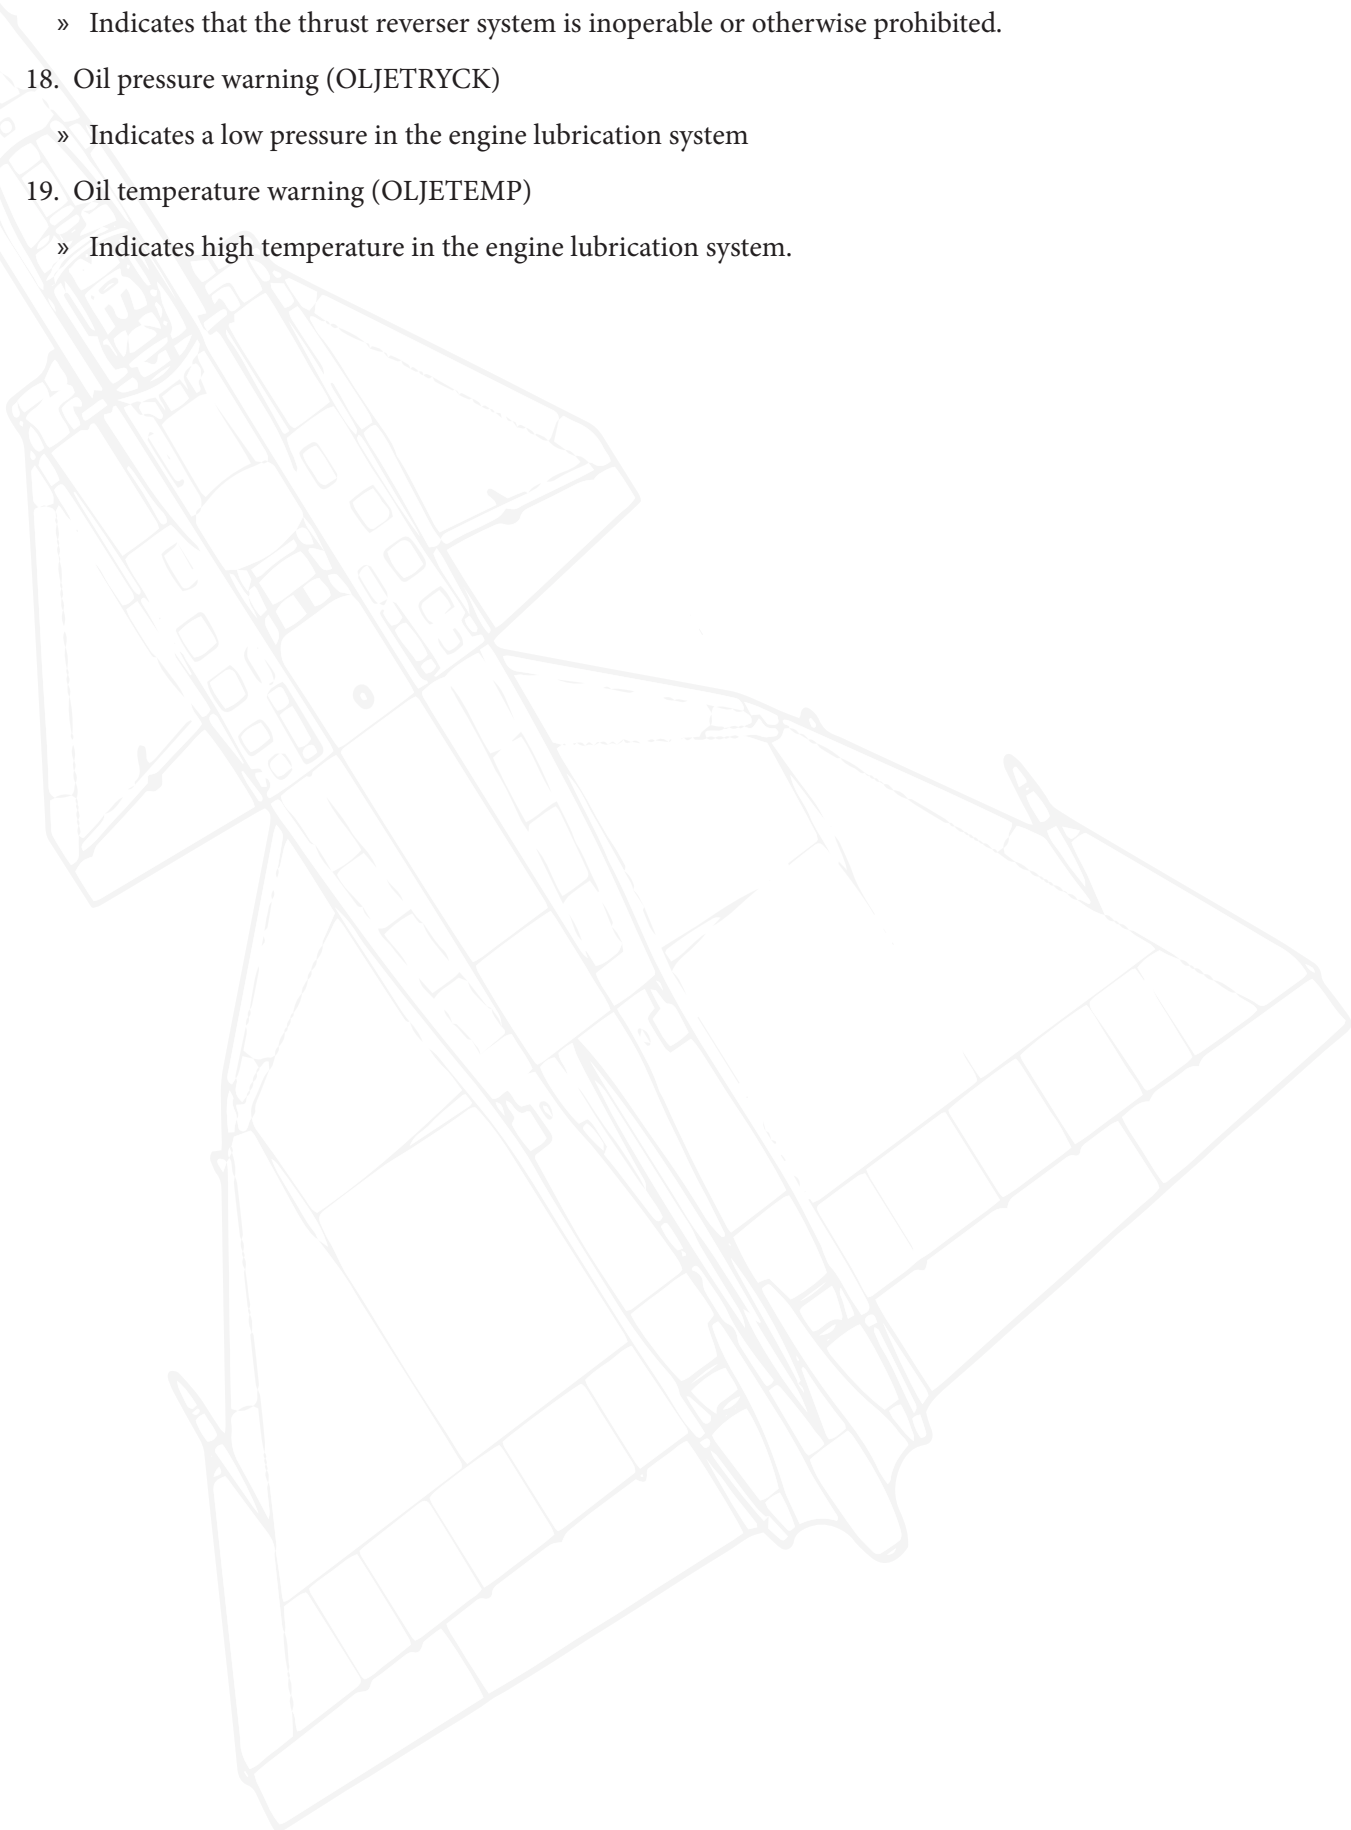 » Indicates that the thrust reverser system is inoperable or otherwise prohibited.
18. Oil pressure warning (OLJETRYCK)
» Indicates a low pressure in the engine lubrication system
19. Oil temperature warning (OLJETEMP)
» Indicates high temperature in the engine lubrication system.